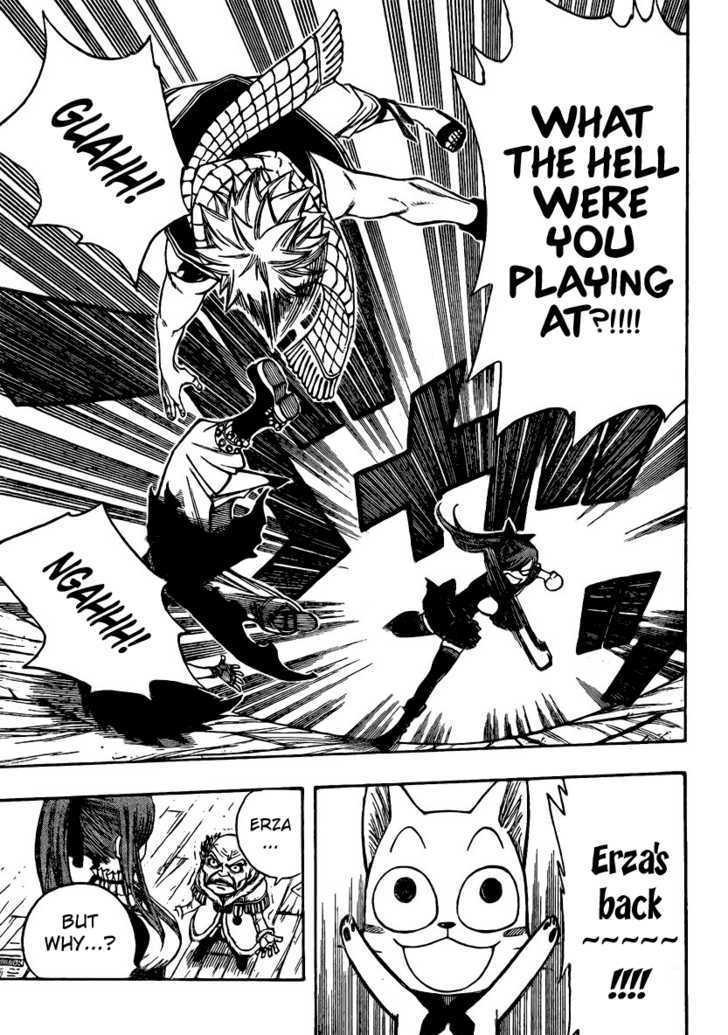 WHAT
THE HELL
WERE
YOU
PLAYING
AT?!!!!
GUAHH!
NGAHHH!
Erza's
back
~~~~~
!!!!
ERZA
...
BUT
WHY...?